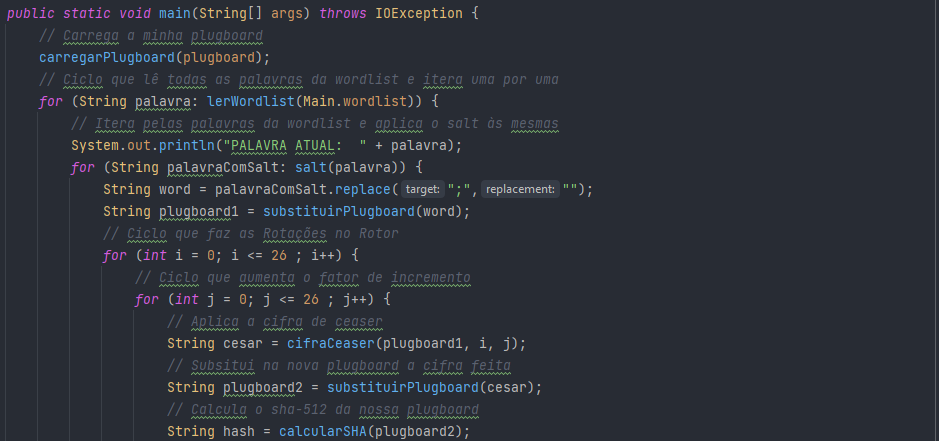 public static void main(String[] args) throws IOException {
// Carrega a minha plugboard
carregarPlugboard(plugboard);
// Ciclo que lê todas as palavras da wordlist e itera uma por uma
for (String palavra: lerWordlist(Main.wordlist)) {
// Itera pelas palavras da wordlist e aplica o salt às mesmas
System.out.println("PALAVRA ATUAL:  " + palavra);
for (String palavraComSalt: salt(palavra)) {
String word = palavraComSalt.replace( target: ";", replacement: "");
String plugboard1 = substituirPlugboard(word);
// Ciclo que faz as Rotações no Rotor
for (int i = 0; i <= 26 ; i++) {
// Ciclo que aumenta o fator de incremento
for (int j = 0; j <= 26 ; j++) {
// Aplica a cifra de ceaser
String cesar = cifraCeaser(plugboard1, i, j);
// Subsitui na nova plugboard a cifra feita
String plugboard2 = substituirPlugboard(cesar);
// Calcula o sha-512 da nossa plugboard
String hash = calcularSHA(plugboard2);